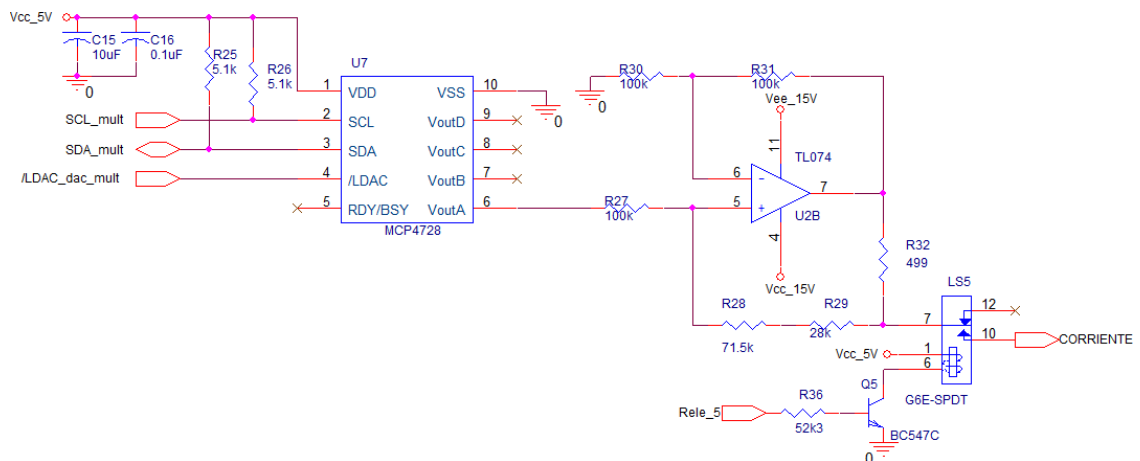 Vcc_5V
C15
10uF
C16
0.1uF
0
R25
5.1k
R26
5.1k
U7
1
VDD
VSS
10
0
SCL_mult
2
SCL
VoutD
9
SDA_mult
3
SDA
VoutC
8
/LDAC_dac_mult
4
/LDAC
VoutB
7
5
RDY/BSY
VoutA
6
MCP4728
R30
100k
0
R31
100k
Vee_15V
11
TL074
6
7
5
U2B
4
Vcc_15V
R27
100k
R32
499
R28
71.5k
R29
28k
LS5
12
7
10
CORRIENTE
Vcc_5V
1
6
G6E-SPDT
Q5
Rele_5
R36
52k3
BC547C
0